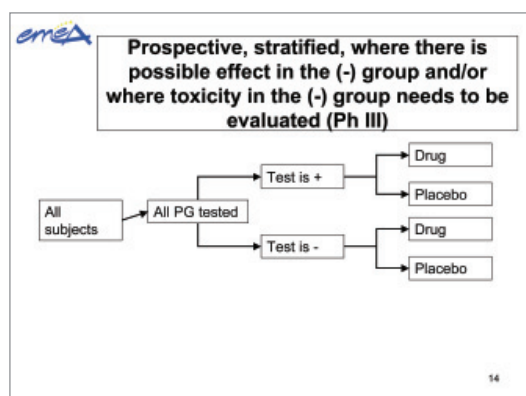 emeA
Prospective, stratified, where there is
possible effect in the (-) group and/or
where toxicity in the (-) group needs to be
evaluated (Ph III)
All
subjects
All PG tested
Test is +
Drug
Placebo
Test is -
Drug
Placebo
14